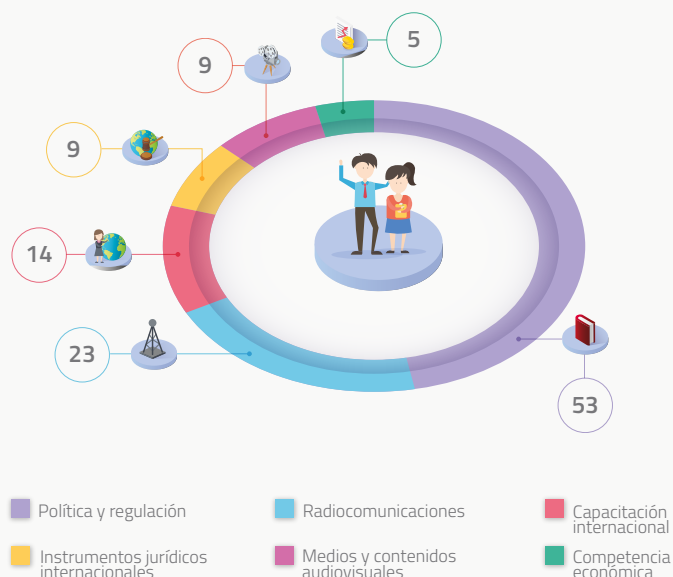 5
9
9
14
23
53
Política y regulación
Radiocomunicaciones
Capacitación
internacional
Instrumentos jurídicos
internacionales
Medios y contenidos
audiovisuales
Competencia
económica